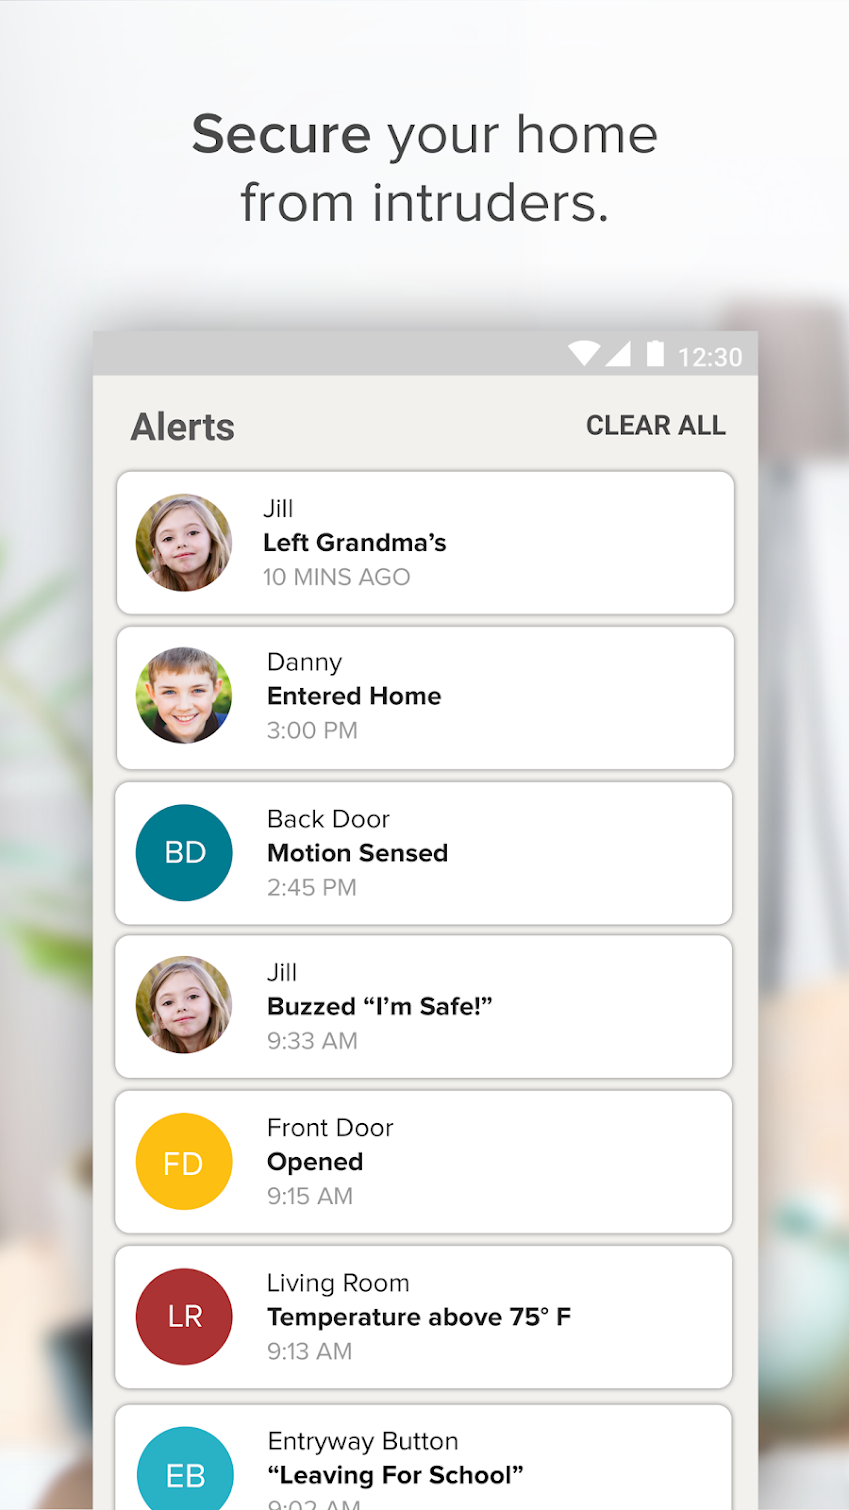 Secure your home
from intruders.
12:30
Alerts
CLEAR ALL
Jill
Left Grandma’s
10 MINS AGO
Danny
Entered Home
3:00 PM
BD
Back Door
Motion Sensed
2:45 PM
Jill
Buzzed “I’m Safe!”
9:33 AM
FD
Front Door
Opened
9:15 AM
LR
Living Room
Temperature above 75° F
9:13 AM
EB
Entryway Button
“Leaving For School”
9:02 AM